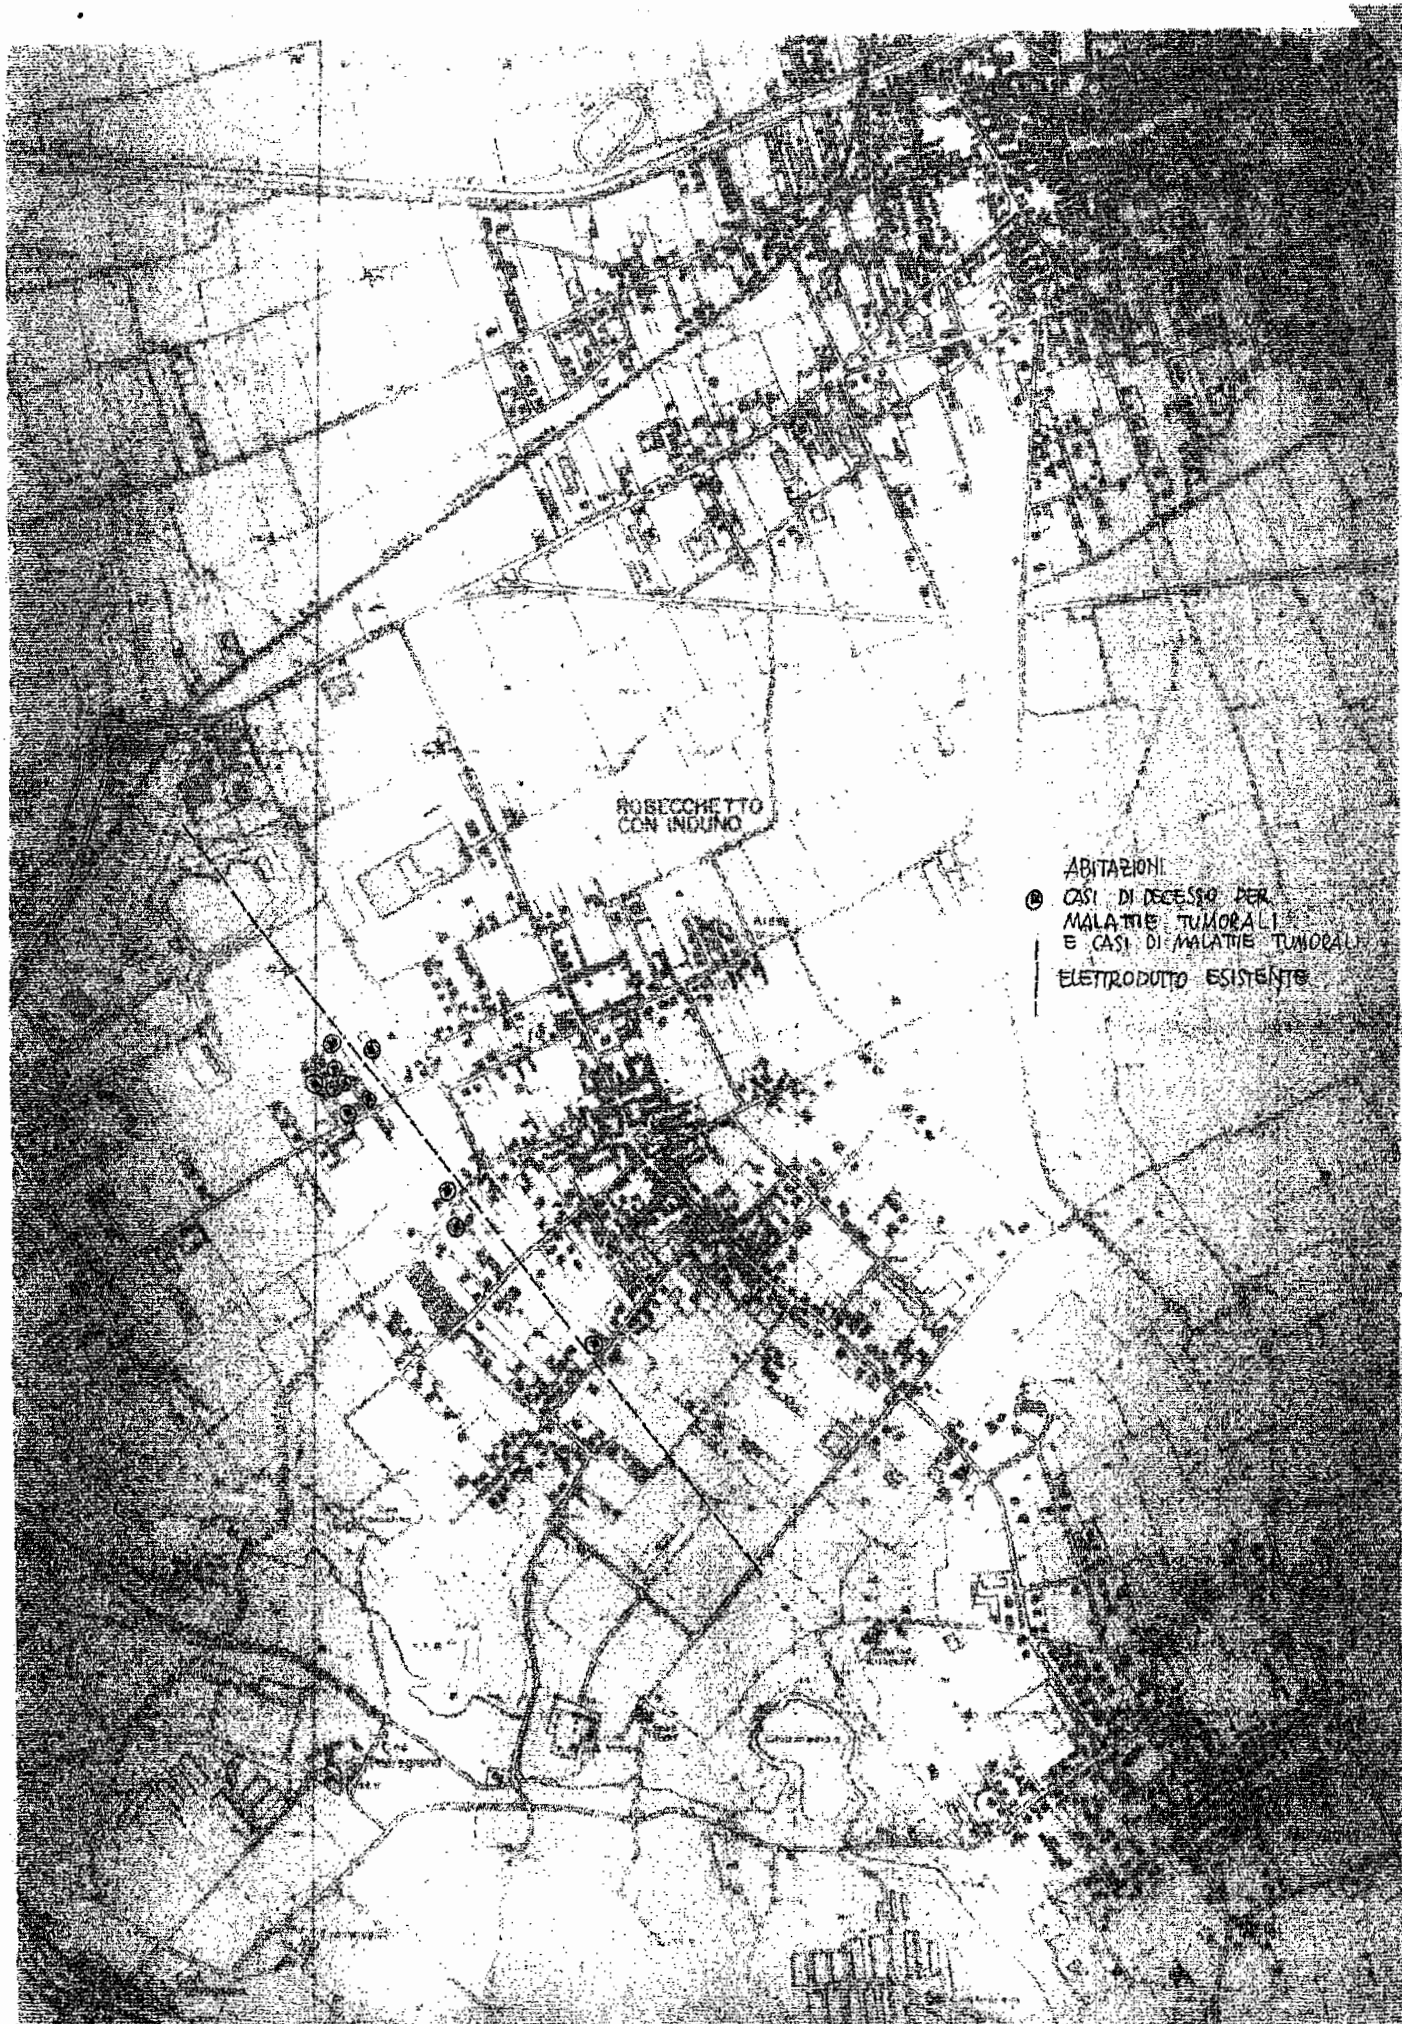 ROBECCHETTO
CON INDUNO
ABITAZIONI
CASI DI DECESSO PER
MALATTIE TUMORALI
E CASI DI MALATTIE TUMORALI
ELETTRODOTTO ESISTENTE